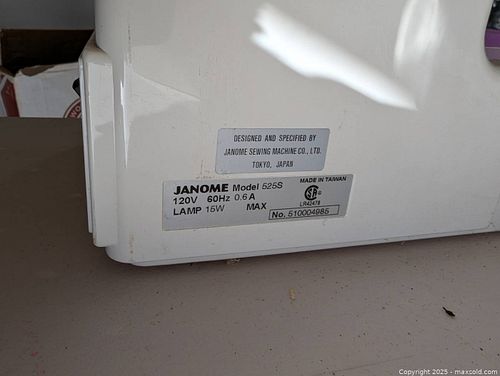 DESIGNED AND SPECIFIED BY
JANOME SEWING MACHINE CO., LTD.
TOKYO, JAPAN
JANOME Model 525S
MADE IN TAIWAN
120V 60Hz 0.6A
LAMP 15W MAX
LR42478
No. 510004985
Copyright © 2025 - maxsold.com